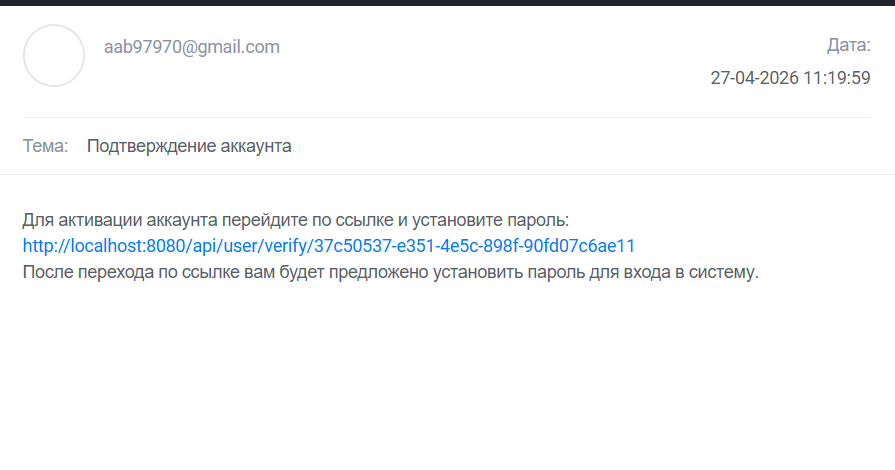 aab97970@gmail.com
Дата:
27-04-2026 11:19:59
Тема: Подтверждение аккаунта
Для активации аккаунта перейдите по ссылке и установите пароль:
http://localhost:8080/api/user/verify/37c50537-e351-4e5c-898f-90fd07c6ae11
После перехода по ссылке вам будет предложено установить пароль для входа в систему.